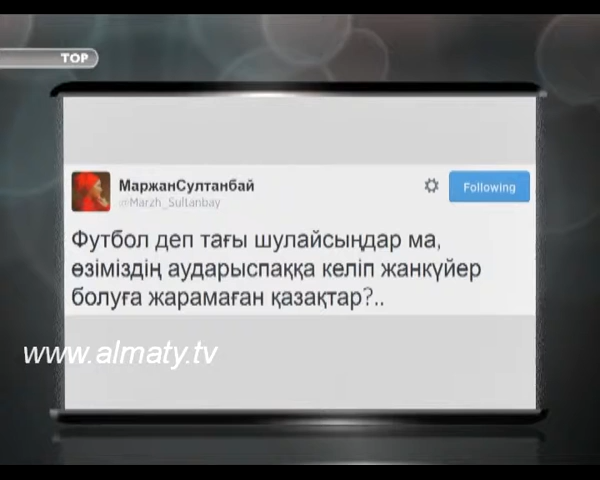 TOP
МаржанСултанбай
@Marzh_Sultanbay
Following
Футбол деп тағы шулайсыңдар ма,
өзіміздің аударыспаққа келіп жанкүйер
болуға жарамаған қазақтар?..
www.almaty.tv